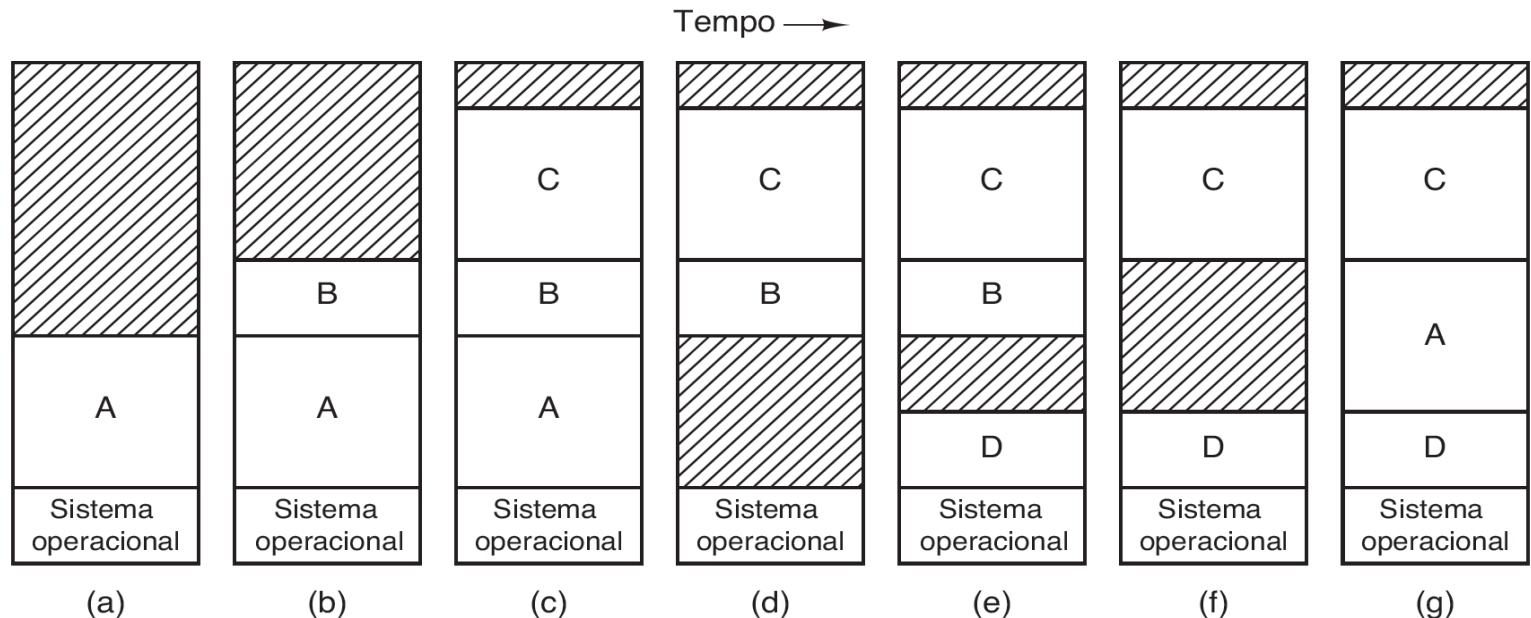 Tempo
C C C C C
B B B B
A A A A
D D D
Sistema operacional Sistema operacional Sistema operacional Sistema operacional Sistema operacional Sistema operacional Sistema operacional
(a) (b) (c) (d) (e) (f) (g)